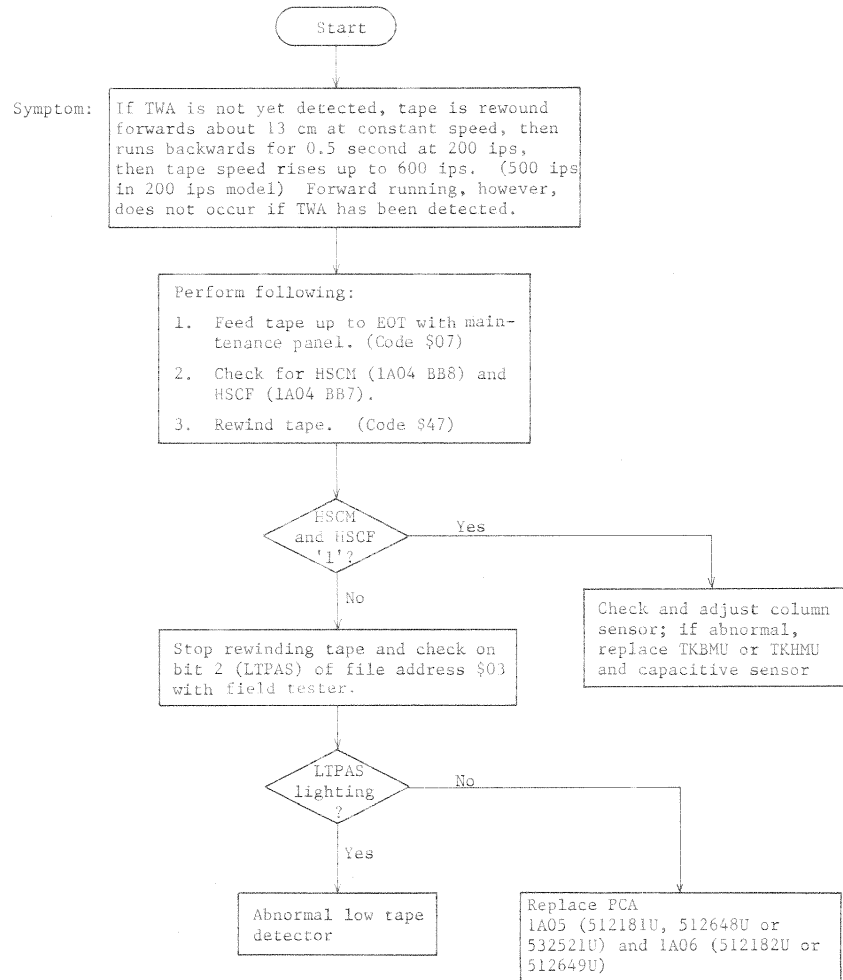 Start
Symptom:
If TWA is not yet detected, tape is rewound
forwards about 13 cm at constant speed, then
runs backwards for 0.5 second at 200 ips,
then tape speed rises up to 600 ips. (500 ips
in 200 ips model) Forward running, however,
does not occur if TWA has been detected.
Perform following:
1. Feed tape up to EOT with main-
tenance panel. (Code $07)
2. Check for HSCM (1A04 BB8) and
HSCF (1A04 BB7).
3. Rewind tape. (Code $47)
HSCM
and HSCF
'1'?
Yes
No
Check and adjust column
sensor; if abnormal,
replace TKBMU or TKHMU
and capacitive sensor
Stop rewinding tape and check on
bit 2 (LTPAS) of file address $03
with field tester.
LTPAS
lighting
?
No
Yes
Abnormal low tape
detector
Replace PCA
1A05 (512181U, 512648U or
532521U) and 1A06 (512182U or
512649U)